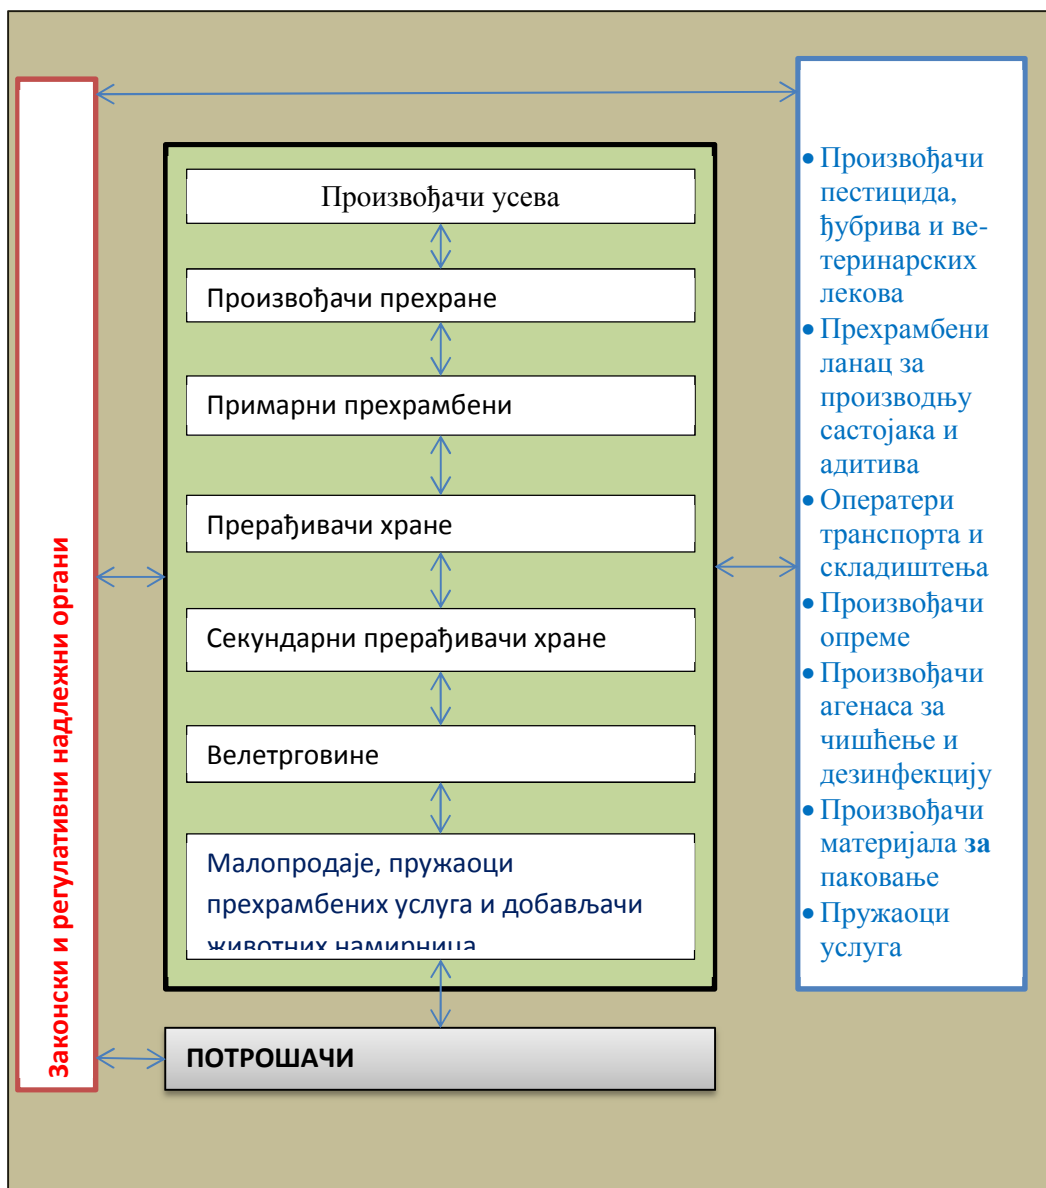 Законски и регулативни надлежни органи
Произвођачи усева
Произвођачи прехране
Примарни прехрамбени
Прерађивачи хране
Секундарни прерађивачи хране
Велетрговине
Малопродаје, пружаоци
прехрамбених услуга и добављачи
животних намирница
ПОТРОШАЧИ
• Произвођачи
пестицида,
ђубрива и ве-
теринарских
лекова
• Прехрамбени
ланац за
производњу
састојака и
адитива
• Оператери
транспорта и
складиштења
• Произвођачи
опреме
• Произвођачи
агенаса за
чишћење и
дезинфекцију
• Произвођачи
материјала за
паковање
• Пружаоци
услуга